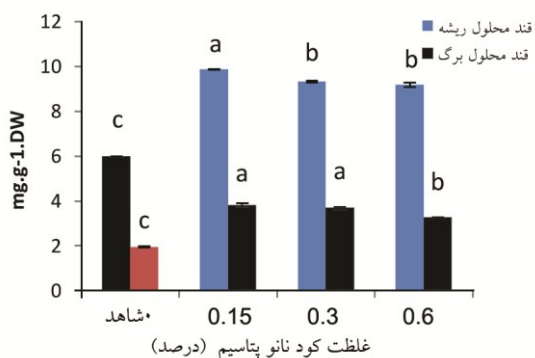 12
10
8
6
4
2
0
mg.g-1.DW
قند محلول ریشه
قند محلول برگ
c
c
a
a
b
a
b
b
۰شاهد
0.15
0.3
0.6
غلظت کود نانو پتاسیم (درصد)